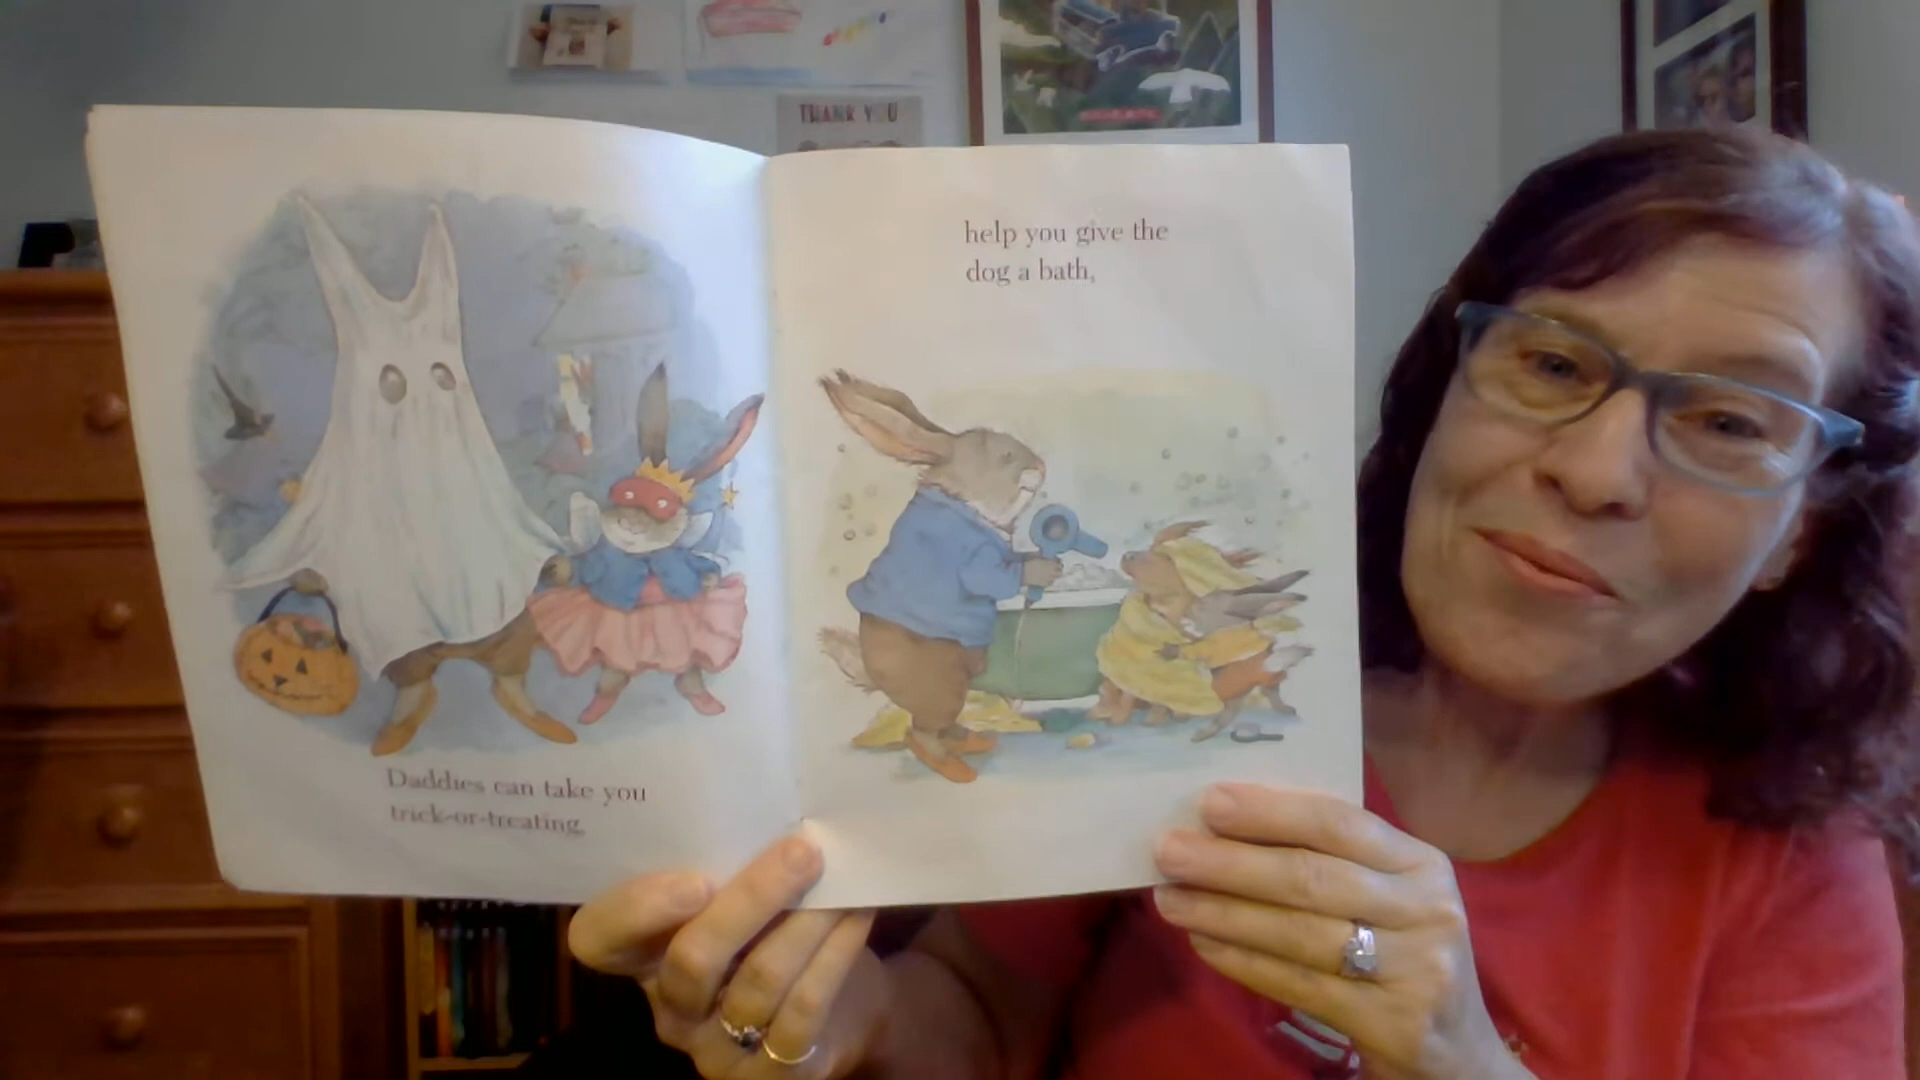 THANK YOU
Daddies can take you
trick-or-treating,
help you give the
dog a bath,